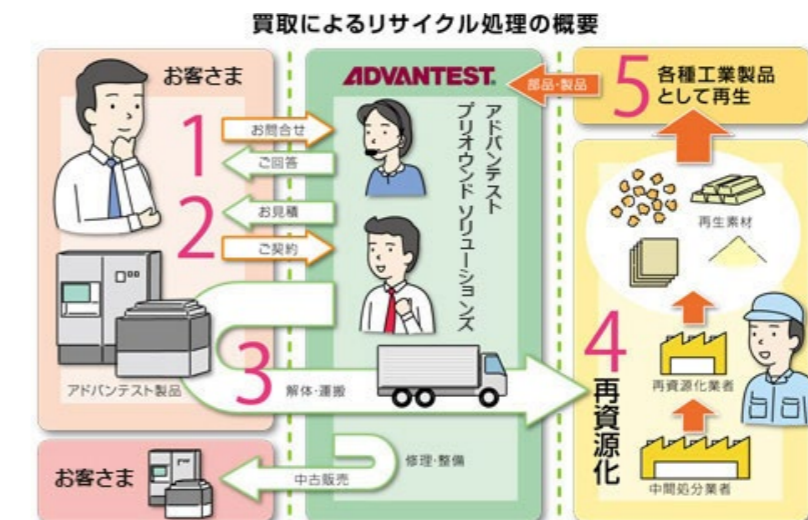 買取によるリサイクル処理の概要
お客さま
1
お問合せ
ご回答
2
お見積
ご契約
アドバンテスト製品
ADVANTEST
アドバンテスト
プリオウンド ソリューションズ
3
解体・運搬
お客さま
中古販売
修理・整備
4
再資源化
中間処分業者
再資源化業者
再生素材
5
各種工業製品
として再生
部品・製品